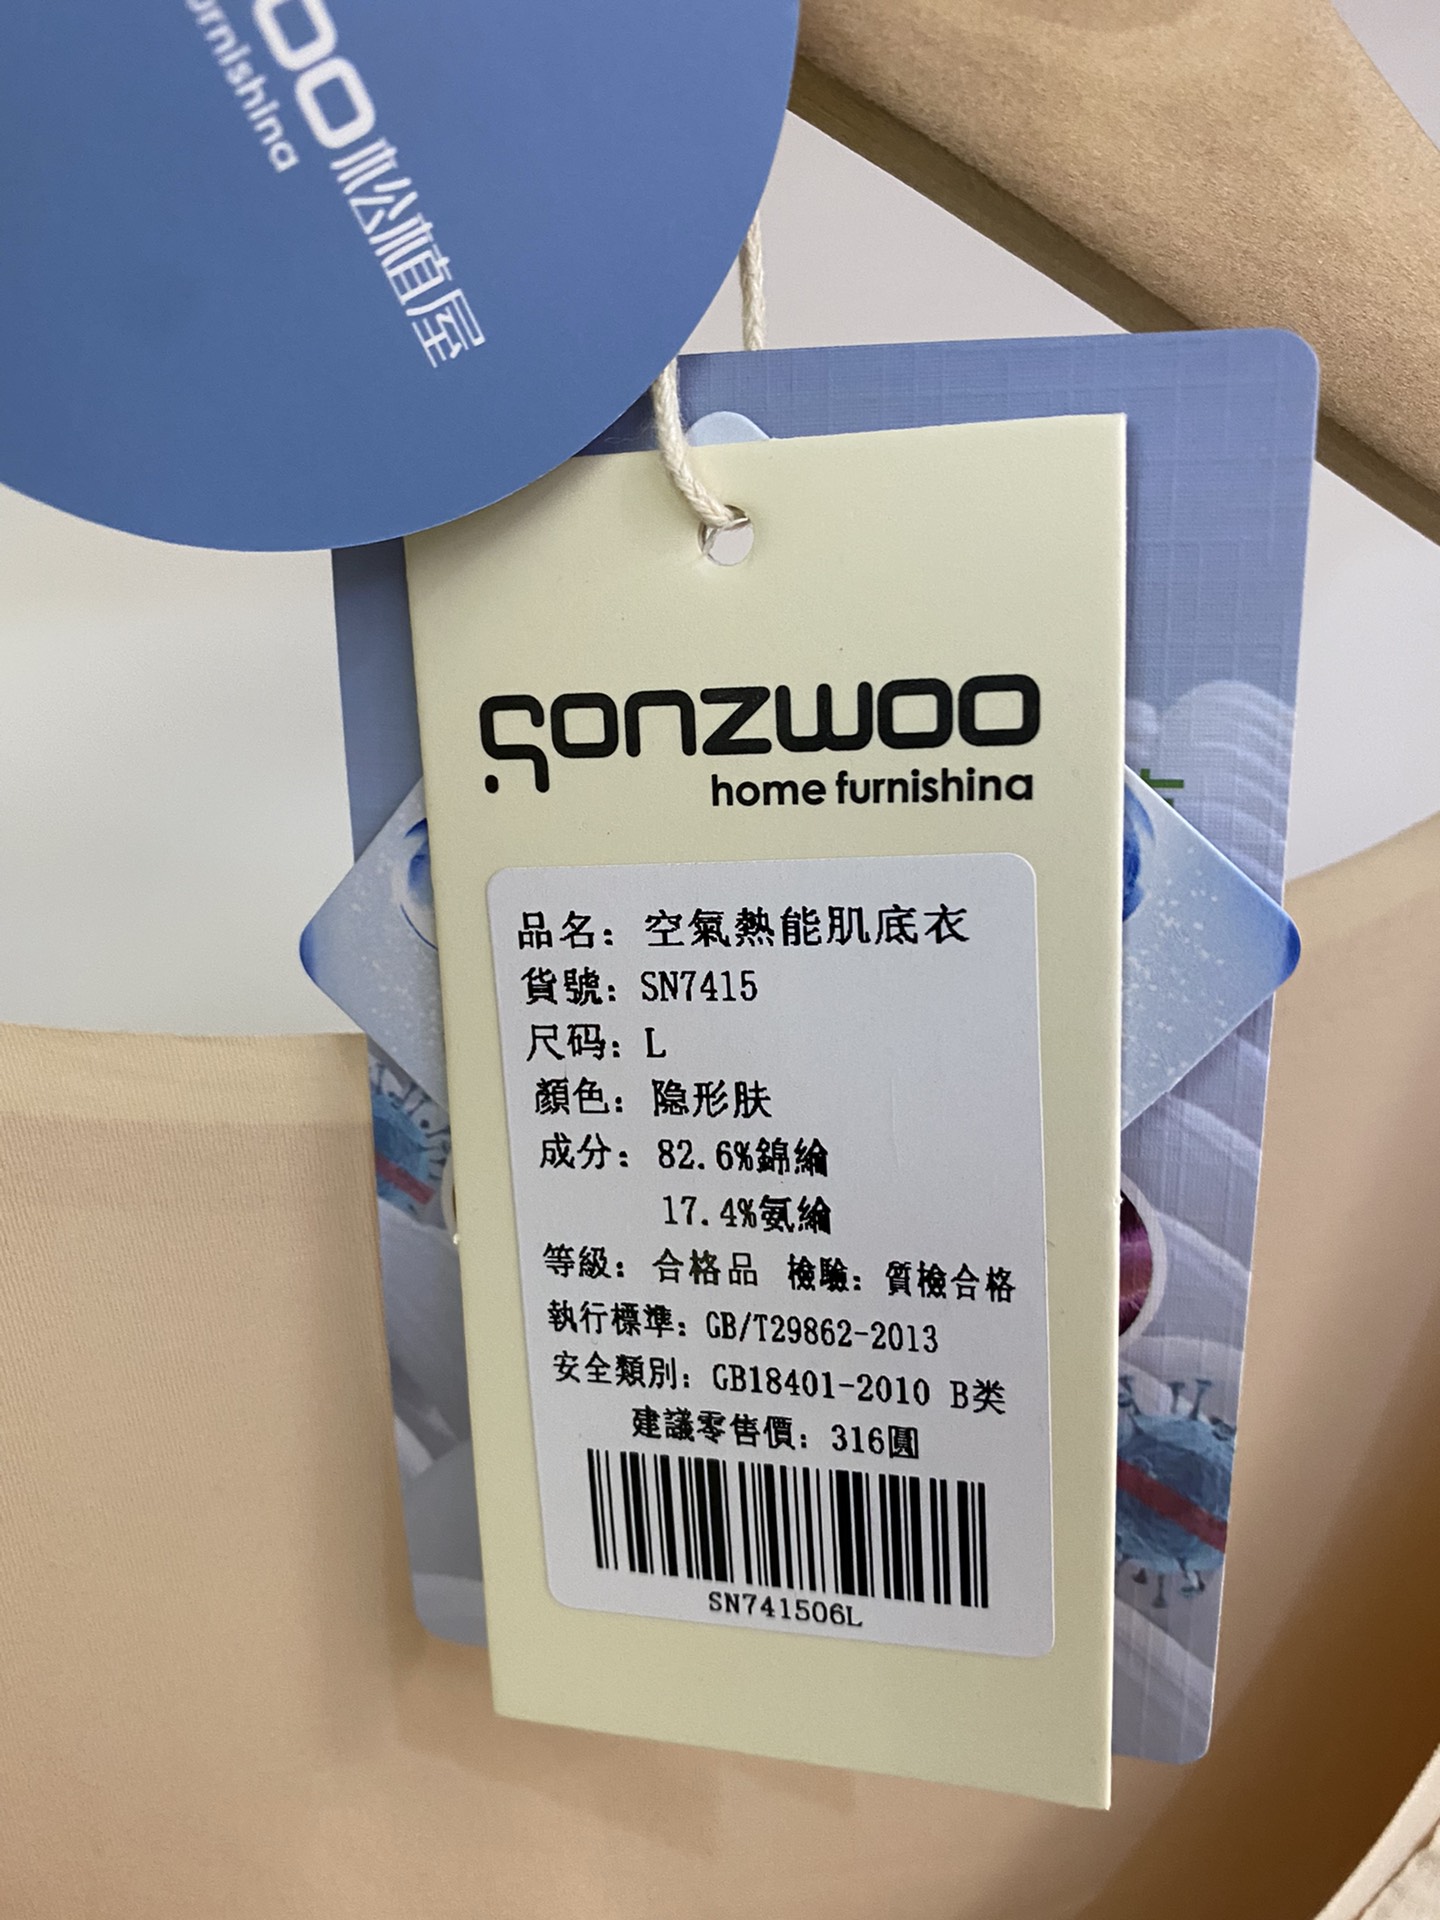 松植屋
gonzwoo
home furnishina
品名：空氣熱能肌底衣
貨號：SN7415
尺码：L
顏色：隐形肤
成分：82.6%錦綸
17.4%氨綸
等級：合格品 檢驗：質檢合格
執行標準：GB/T29862-2013
安全類別：GB18401-2010 B类
建議零售價：316圓
SN741506L